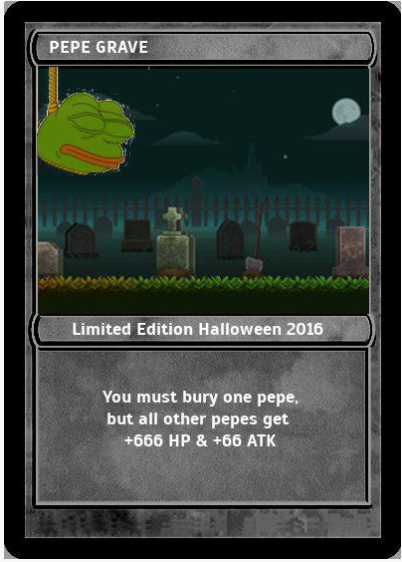 PEPE GRAVE
Limited Edition Halloween 2016
You must bury one pepe,
but all other pepes get
+666 HP & +66 ATK